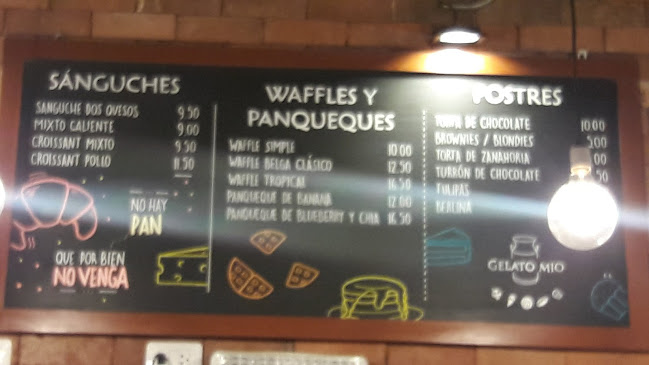 SÁNGUCHES
SANGUCHE DOS QUESOS 9.50
MIXTO CALIENTE 9.00
CROISSANT MIXTO 9.50
CROISSANT POLLO 11.50
NO HAY
PAN
QUE POR BIEN
NO VENGA
WAFFLES Y
PANQUEQUES
WAFFLE SIMPLE 10.00
WAFFLE BELGA CLÁSICO 12.50
WAFFLE TROPICAL 16.50
PANQUEQUE DE BANANA 12.00
PANQUEQUE DE BLUEBERRY Y CHIA 16.50
POSTRES
TORTA DE CHOCOLATE 10.00
BROWNIES / BLONDIES 5.00
TORTA DE ZANAHORIA
TURRÓN DE CHOCOLATE
TULIPÁS
BERLINA
GELATO MIO